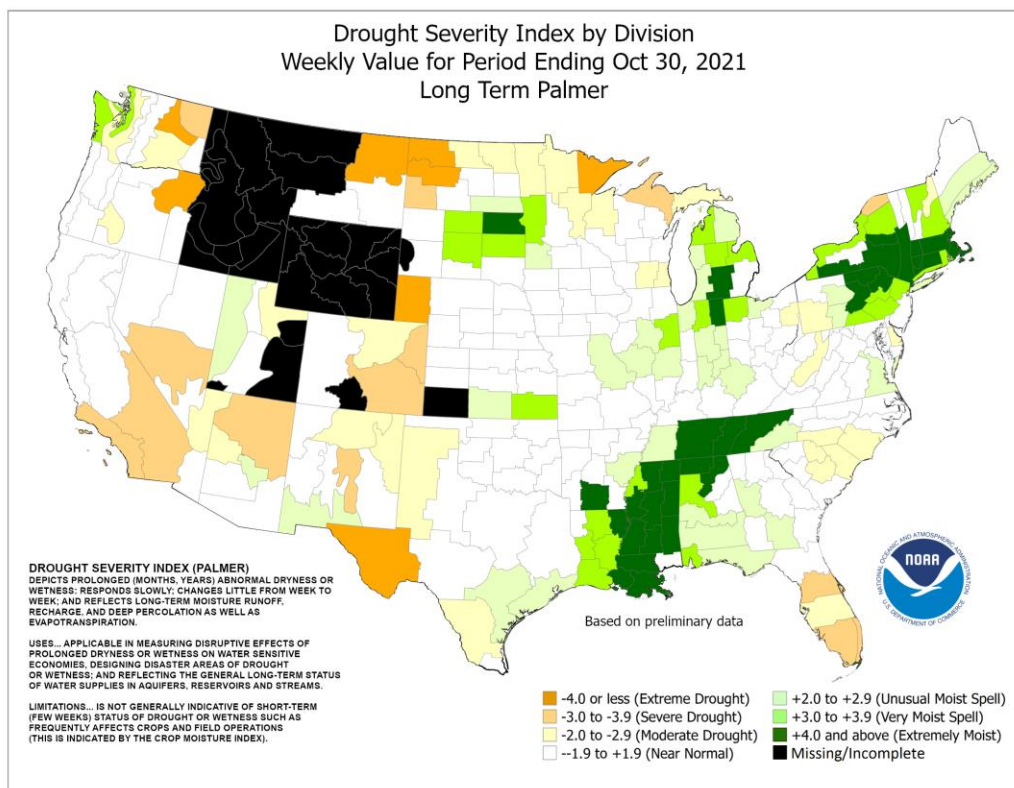 Drought Severity Index by Division
Weekly Value for Period Ending Oct 30, 2021
Long Term Palmer
DROUGHT SEVERITY INDEX (PALMER)
DEPICTS PROLONGED (MONTHS, YEARS) ABNORMAL DRYNESS OR
WETNESS: RESPONDS SLOWLY; CHANGES LITTLE FROM WEEK TO
WEEK; AND REFLECTS LONG-TERM MOISTURE RUNOFF,
RECHARGE, AND DEEP PERCOLATION AS WELL AS
EVAPOTRANSPIRATION.
USES... APPLICABLE IN MEASURING DISRUPTIVE EFFECTS OF
PROLONGED DRYNESS OR WETNESS ON WATER SENSITIVE
ECONOMIES, DESIGNING DISASTER AREAS OF DROUGHT
OR WETNESS; AND REFLECTING THE GENERAL LONG-TERM STATUS
OF WATER SUPPLIES IN AQUIFERS, RESERVOIRS AND STREAMS.
LIMITATIONS... IS NOT GENERALLY INDICATIVE OF SHORT-TERM
(FEW WEEKS) STATUS OF DROUGHT OR WETNESS SUCH AS
FREQUENTLY AFFECTS CROPS AND FIELD OPERATIONS
(THIS IS INDICATED BY THE CROP MOISTURE INDEX).
Based on preliminary data
NATIONAL OCEANIC AND ATMOSPHERIC ADMINISTRATION
NOAA
U.S. DEPARTMENT OF COMMERCE
-4.0 or less (Extreme Drought)
-3.0 to -3.9 (Severe Drought)
-2.0 to -2.9 (Moderate Drought)
--1.9 to +1.9 (Near Normal)
+2.0 to +2.9 (Unusual Moist Spell)
+3.0 to +3.9 (Very Moist Spell)
+4.0 and above (Extremely Moist)
Missing/Incomplete